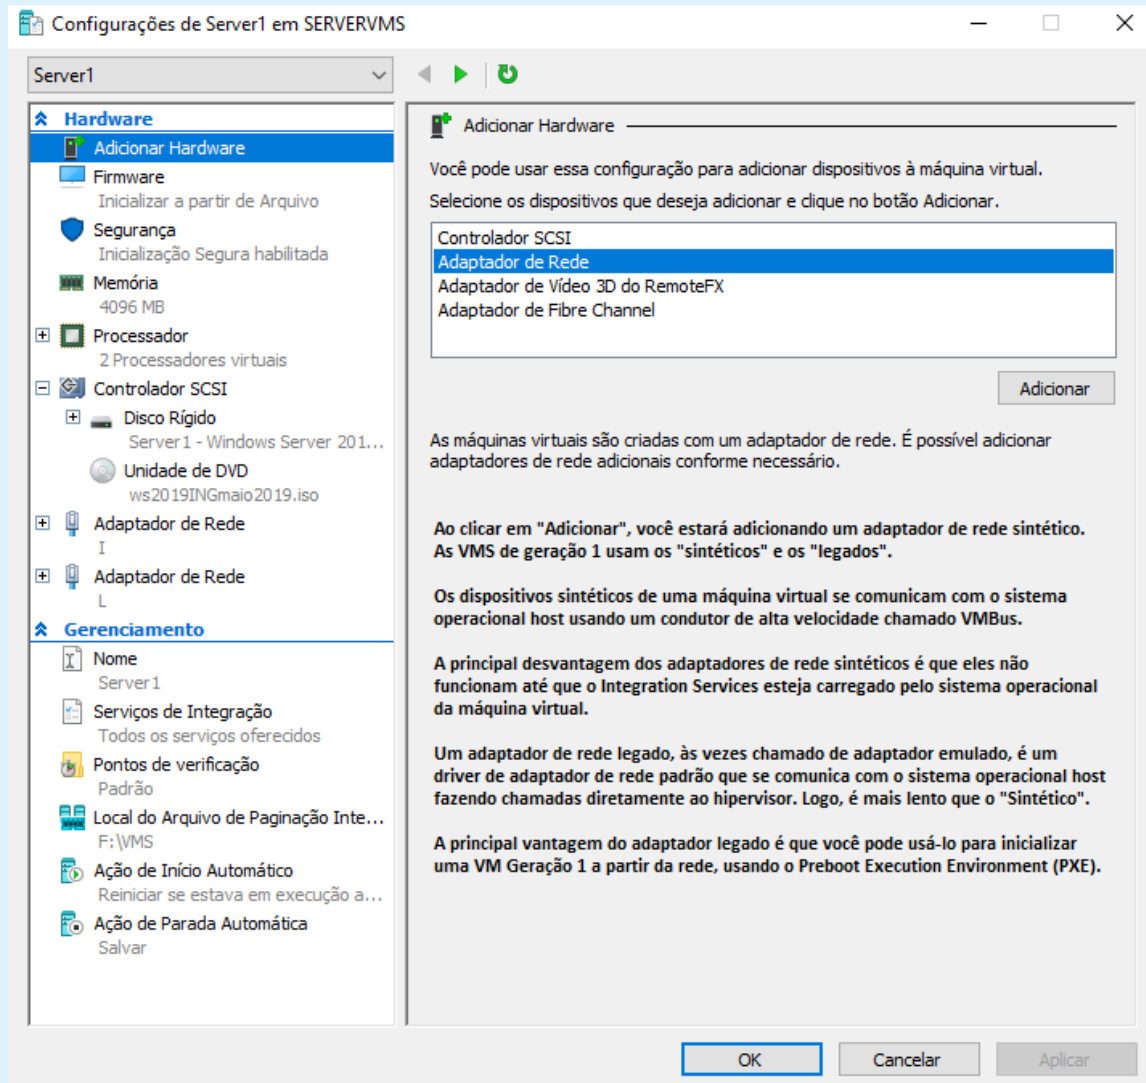 Configurações de Server1 em SERVERVMS
Server1
Hardware
Adicionar Hardware
Firmware
Inicializar a partir de Arquivo
Segurança
Inicialização Segura habilitada
Memória
4096 MB
Processador
2 Processadores virtuais
Controlador SCSI
Disco Rígido
Server1 - Windows Server 201...
Unidade de DVD
ws2019INGmaio2019.iso
Adaptador de Rede
I
Adaptador de Rede
L
Gerenciamento
Nome
Server1
Serviços de Integração
Todos os serviços oferecidos
Pontos de verificação
Padrão
Local do Arquivo de Paginação Inte...
F:\VMS
Ação de Início Automático
Reiniciar se estava em execução a...
Ação de Parada Automática
Salvar
Adicionar Hardware
Você pode usar essa configuração para adicionar dispositivos à máquina virtual.
Selecione os dispositivos que deseja adicionar e clique no botão Adicionar.
Controlador SCSI
Adaptador de Rede
Adaptador de Vídeo 3D do RemoteFX
Adaptador de Fibre Channel
Adicionar
As máquinas virtuais são criadas com um adaptador de rede. É possível adicionar
adaptadores de rede adicionais conforme necessário.
Ao clicar em "Adicionar", você estará adicionando um adaptador de rede sintético.
As VMS de geração 1 usam os "sintéticos" e os "legados".
Os dispositivos sintéticos de uma máquina virtual se comunicam com o sistema
operacional host usando um condutor de alta velocidade chamado VMBus.
A principal desvantagem dos adaptadores de rede sintéticos é que eles não
funcionam até que o Integration Services esteja carregado pelo sistema operacional
da máquina virtual.
Um adaptador de rede legado, às vezes chamado de adaptador emulado, é um
driver de adaptador de rede padrão que se comunica com o sistema operacional host
fazendo chamadas diretamente ao hipervisor. Logo, é mais lento que o "Sintético".
A principal vantagem do adaptador legado é que você pode usá-lo para inicializar
uma VM Geração 1 a partir da rede, usando o Preboot Execution Environment (PXE).
OK
Cancelar
Aplicar